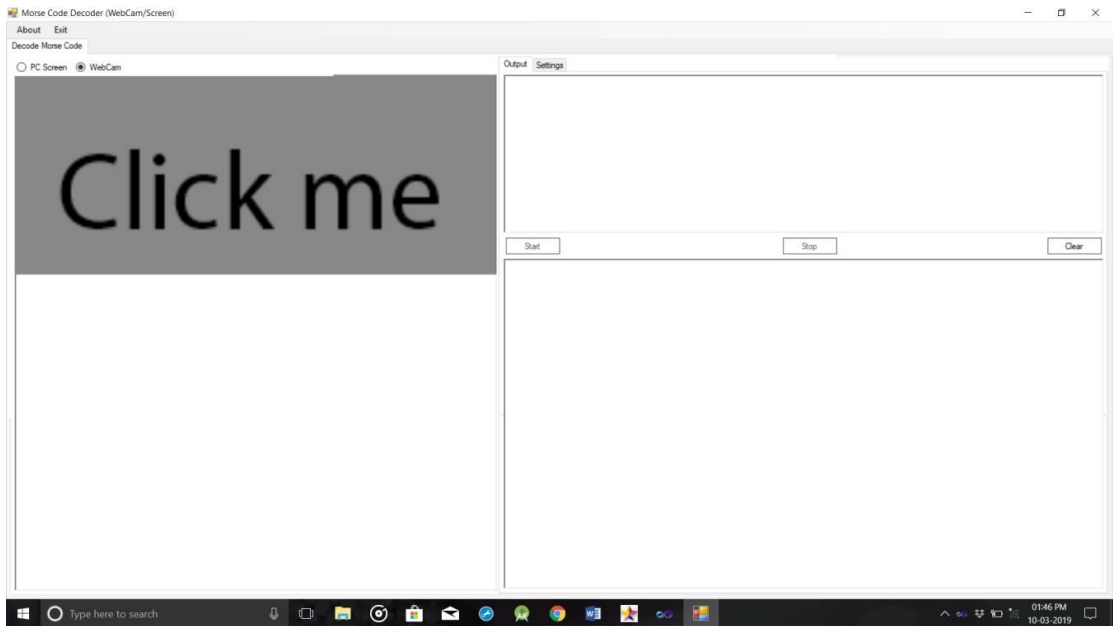 Morse Code Decoder (WebCam/Screen)
About Exit
Decode Morse Code
PC Screen WebCam
Output Settings
Click me
Start Stop Clear
Type here to search
01:46 PM
10-03-2019